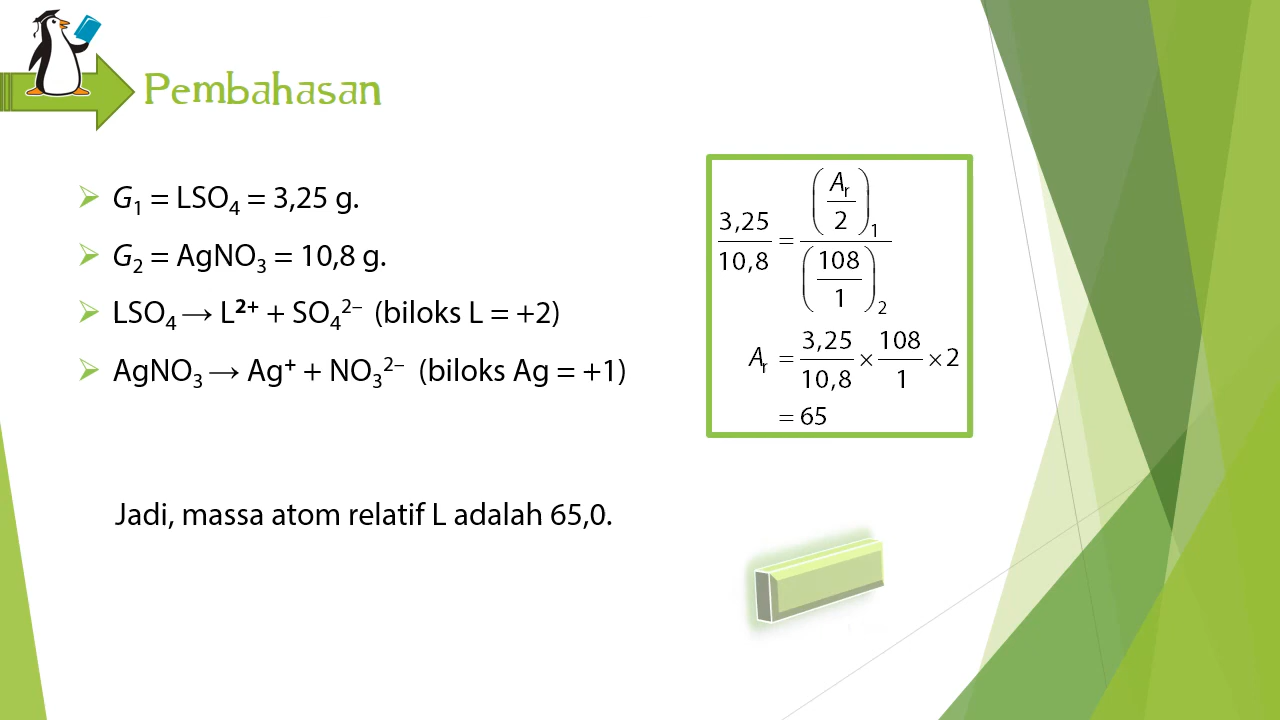 Pembahasan
G₁ = LSO₄ = 3,25 g.
G₂ = AgNO₃ = 10,8 g.
LSO₄ → L²⁺ + SO₄²⁻ (biloks L = +2)
AgNO₃ → Ag⁺ + NO₃²⁻ (biloks Ag = +1)
3,25/10,8 = (Aᵣ/2)₁ / (108/1)₂
Aᵣ = 3,25/10,8 × 108/1 × 2
= 65
Jadi, massa atom relatif L adalah 65,0.